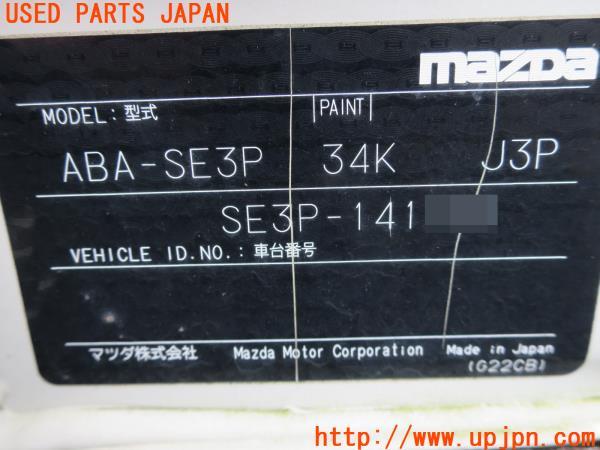 USED PARTS JAPAN
mazda
MODEL: 型式 PAINT
ABA-SE3P 34K J3P
SE3P-141
VEHICLE ID.NO.: 車台番号
マツダ株式会社 Mazda Motor Corporation Made in Japan
(G22CB)
http://www.upjpn.com/